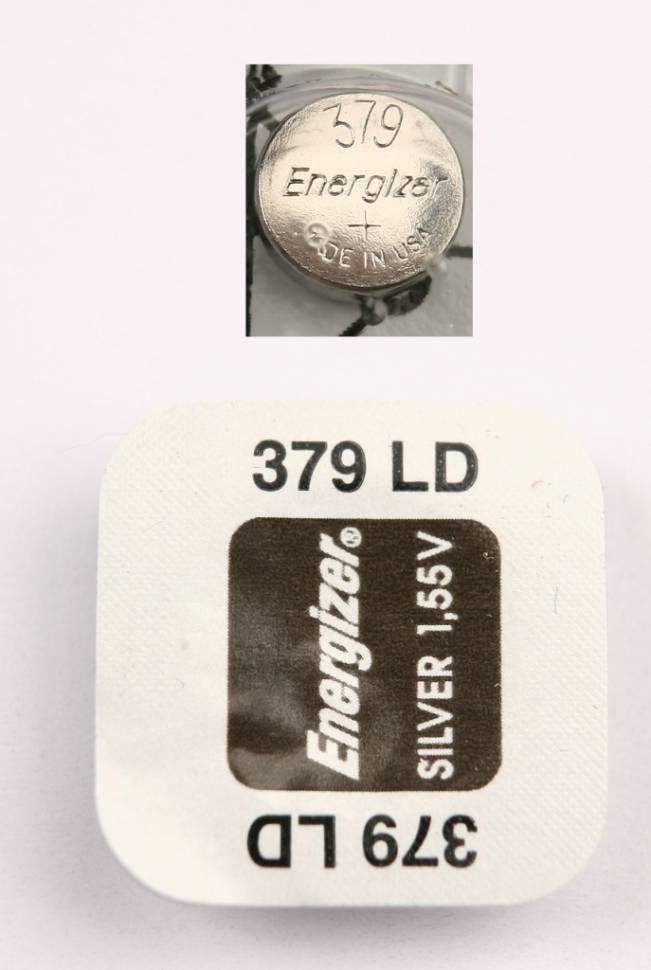 379
Energizer
+
MADE IN USA
379 LD
Energizer®
SILVER 1,55V
379 LD